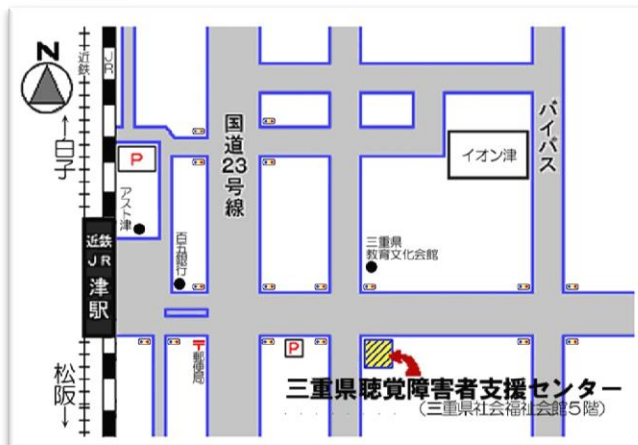 N
近鉄
JR
←白子
P
アスト津
近鉄
JR
津駅
松阪→
百五銀行
国道23号線
バイパス
イオン津
三重県
教育文化会館
〒郵便局
P
三重県聴覚障害者支援センター
(三重県社会福祉会館5階)